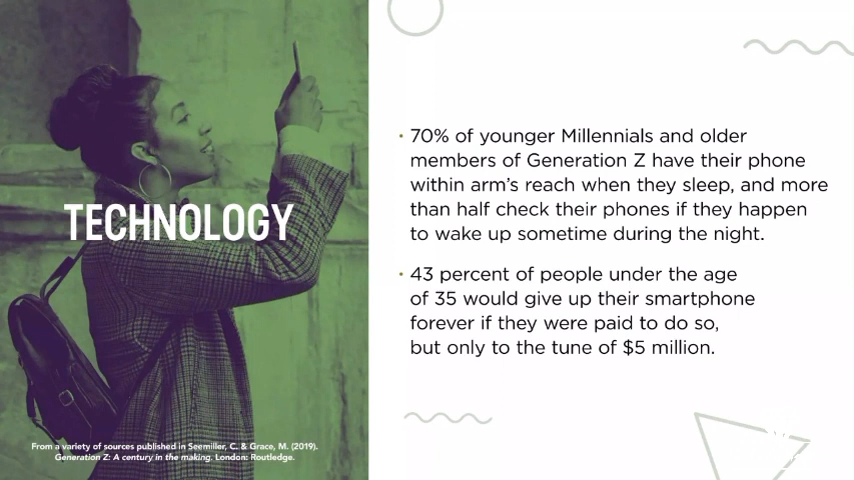 TECHNOLOGY
From a variety of sources published in Seemiller, C. & Grace, M. (2019).
Generation Z: A century in the making. London: Routledge.
· 70% of younger Millennials and older
members of Generation Z have their phone
within arm's reach when they sleep, and more
than half check their phones if they happen
to wake up sometime during the night.
· 43 percent of people under the age
of 35 would give up their smartphone
forever if they were paid to do so,
but only to the tune of $5 million.